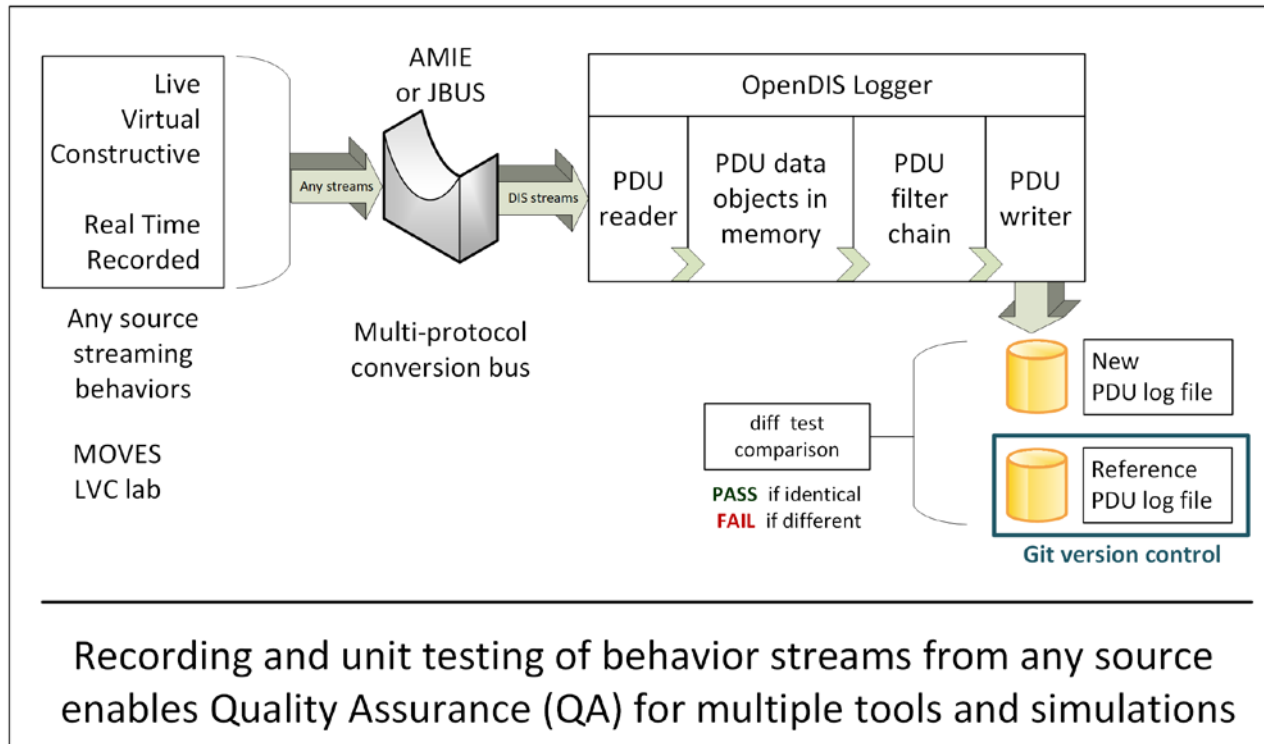 Live
Virtual
Constructive
Real Time
Recorded
Any source
streaming
behaviors
MOVES
LVC lab
Any streams
AMIE
or JBUS
Multi-protocol
conversion bus
DIS streams
OpenDIS Logger
PDU
reader
PDU data
objects in
memory
PDU
filter
chain
PDU
writer
New
PDU log file
diff test
comparison
PASS if identical
FAIL if different
Reference
PDU log file
Git version control
Recording and unit testing of behavior streams from any source
enables Quality Assurance (QA) for multiple tools and simulations